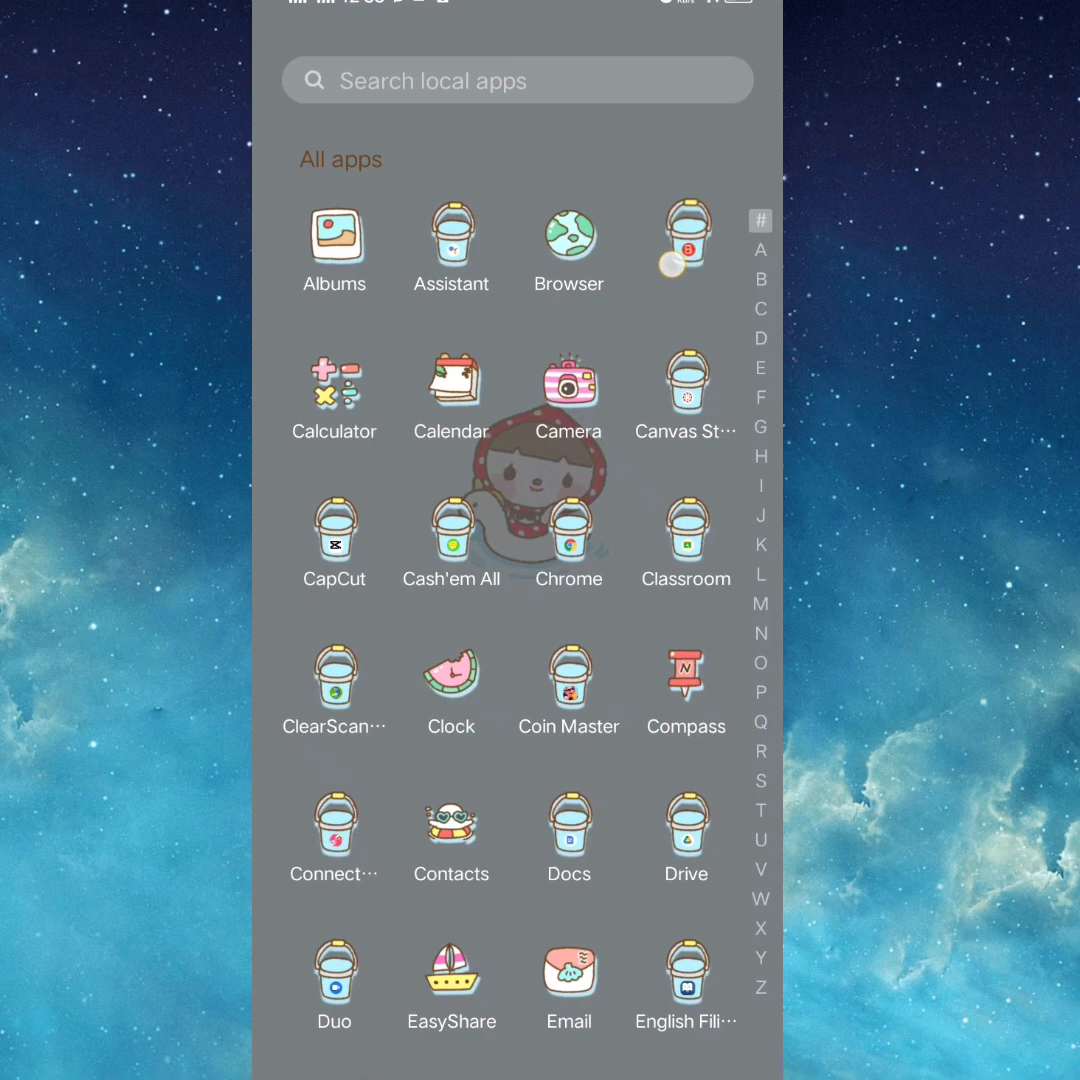 Search local apps
All apps
Albums Assistant Browser
Calculator Calendar Camera Canvas St···
CapCut Cash'em All Chrome Classroom
ClearScan··· Clock Coin Master Compass
Connect··· Contacts Docs Drive
Duo EasyShare Email English Fili···
#
A
B
C
D
E
F
G
H
I
J
K
L
M
N
O
P
Q
R
S
T
U
V
W
X
Y
Z